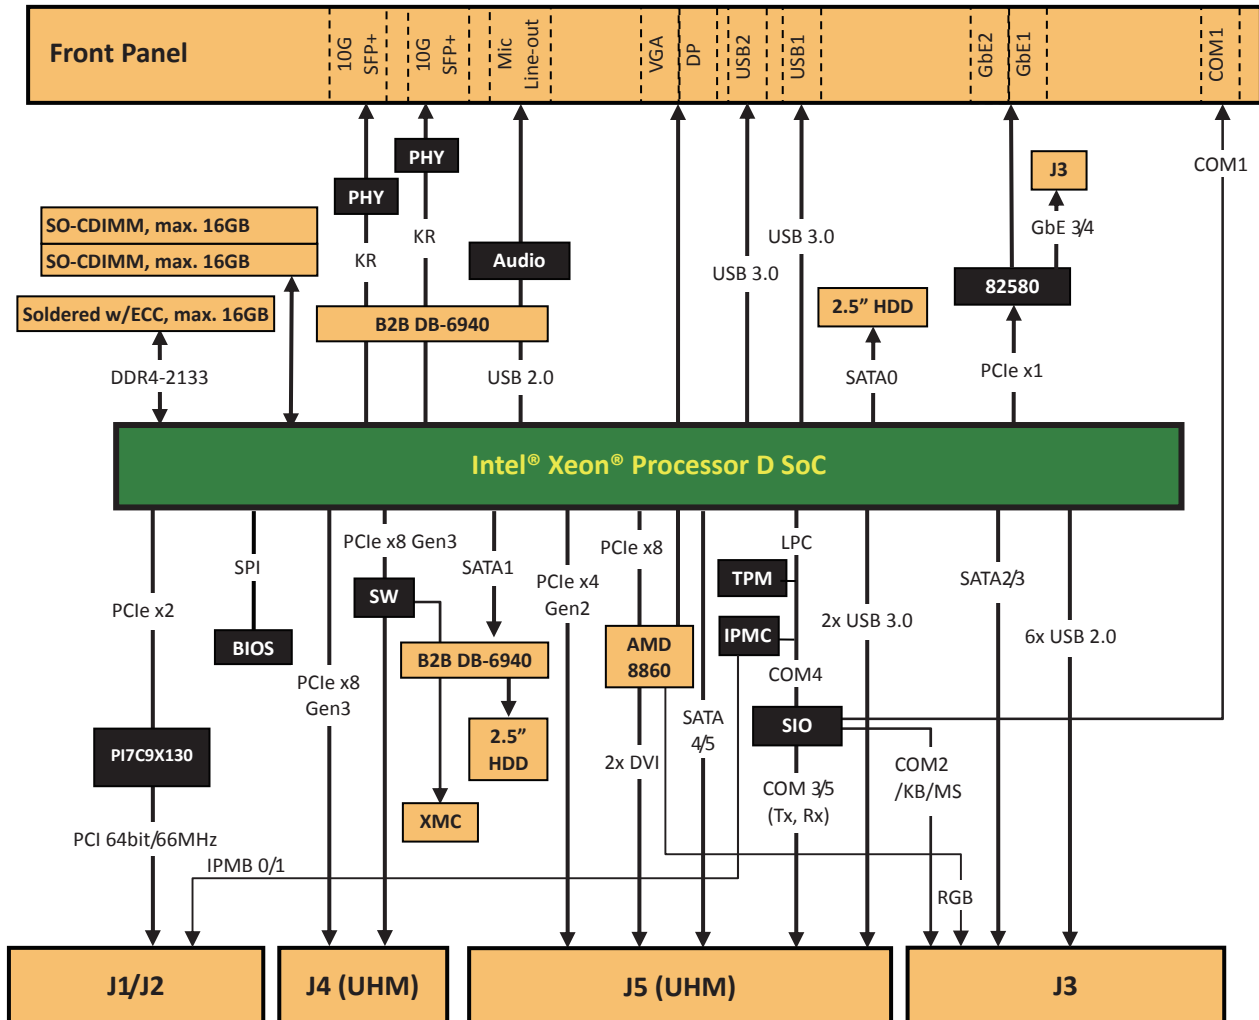 Front Panel
10G
SFP+
10G
SFP+
Mic
Line-out
VGA
DP
USB2
USB1
GbE2
GbE1
COM1
PHY
PHY
J3
COM1
SO-CDIMM, max. 16GB
SO-CDIMM, max. 16GB
KR
KR
Audio
USB 3.0
USB 3.0
GbE 3/4
82580
Soldered w/ECC, max. 16GB
B2B DB-6940
2.5” HDD
DDR4-2133
USB 2.0
SATA0
PCIe x1
Intel® Xeon® Processor D SoC
PCIe x2
SPI
BIOS
PCIe x8 Gen3
SW
SATA1
PCIe x4
Gen2
PCIe x8
LPC
TPM
IPMC
2x USB 3.0
SATA2/3
6x USB 2.0
PCIe x8
Gen3
B2B DB-6940
AMD
8860
COM4
PI7C9X130
2.5”
HDD
SATA
4/5
SIO
2x DVI
COM2
/KB/MS
COM 3/5
(Tx, Rx)
XMC
PCI 64bit/66MHz
IPMB 0/1
RGB
J1/J2
J4 (UHM)
J5 (UHM)
J3